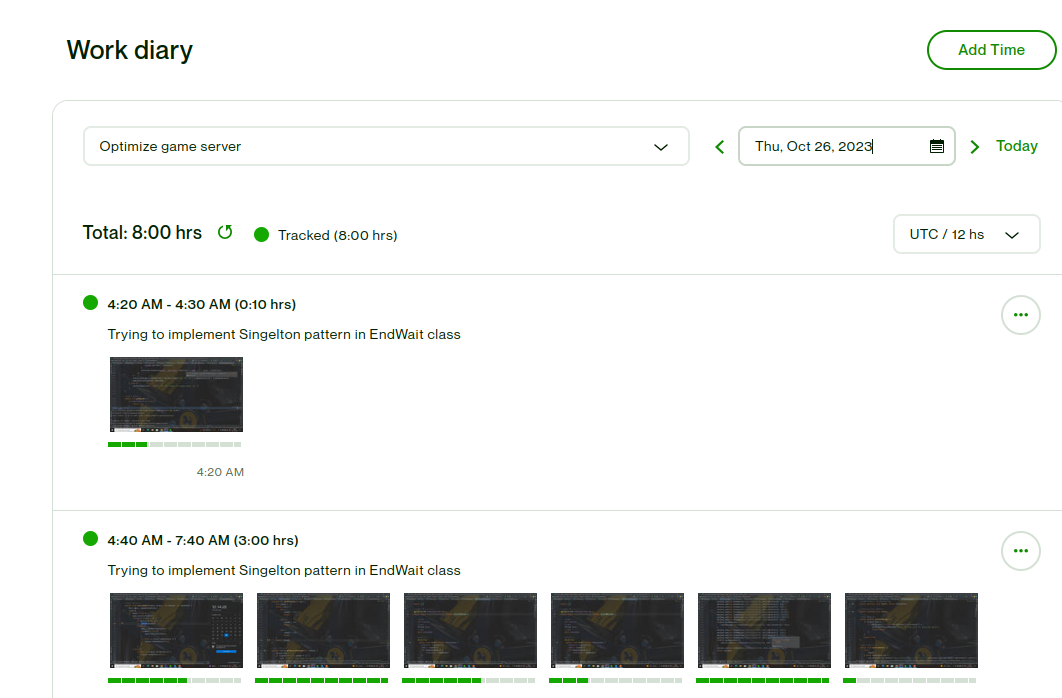 Work diary
Add Time
Optimize game server
Thu, Oct 26, 2023
Today
Total: 8:00 hrs
Tracked (8:00 hrs)
UTC / 12 hs
4:20 AM - 4:30 AM (0:10 hrs)
Trying to implement Singelton pattern in EndWait class
4:20 AM
4:40 AM - 7:40 AM (3:00 hrs)
Trying to implement Singelton pattern in EndWait class